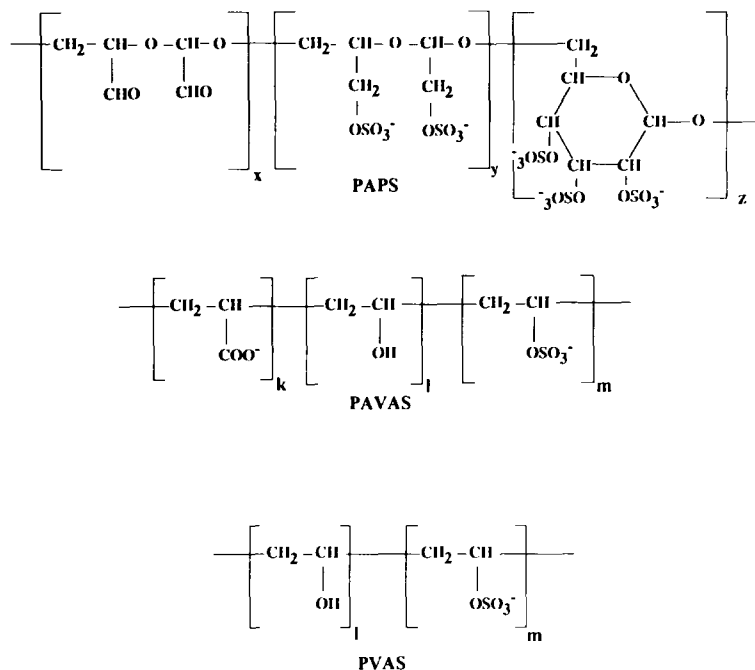 CH2 — CH — O — CH — O
CH2 — CH — O — CH — O
CH2
CHO CHO
CH2 CH2
CH — O
CH CH — O
OSO3- OSO3-
-3OSO CH — CH
-3OSO OSO3-
x y z
PAPS
CH2 — CH CH2 — CH CH2 — CH
COO- OH OSO3-
k l m
PAVAS
CH2 — CH CH2 — CH
OH OSO3-
l m
PVAS